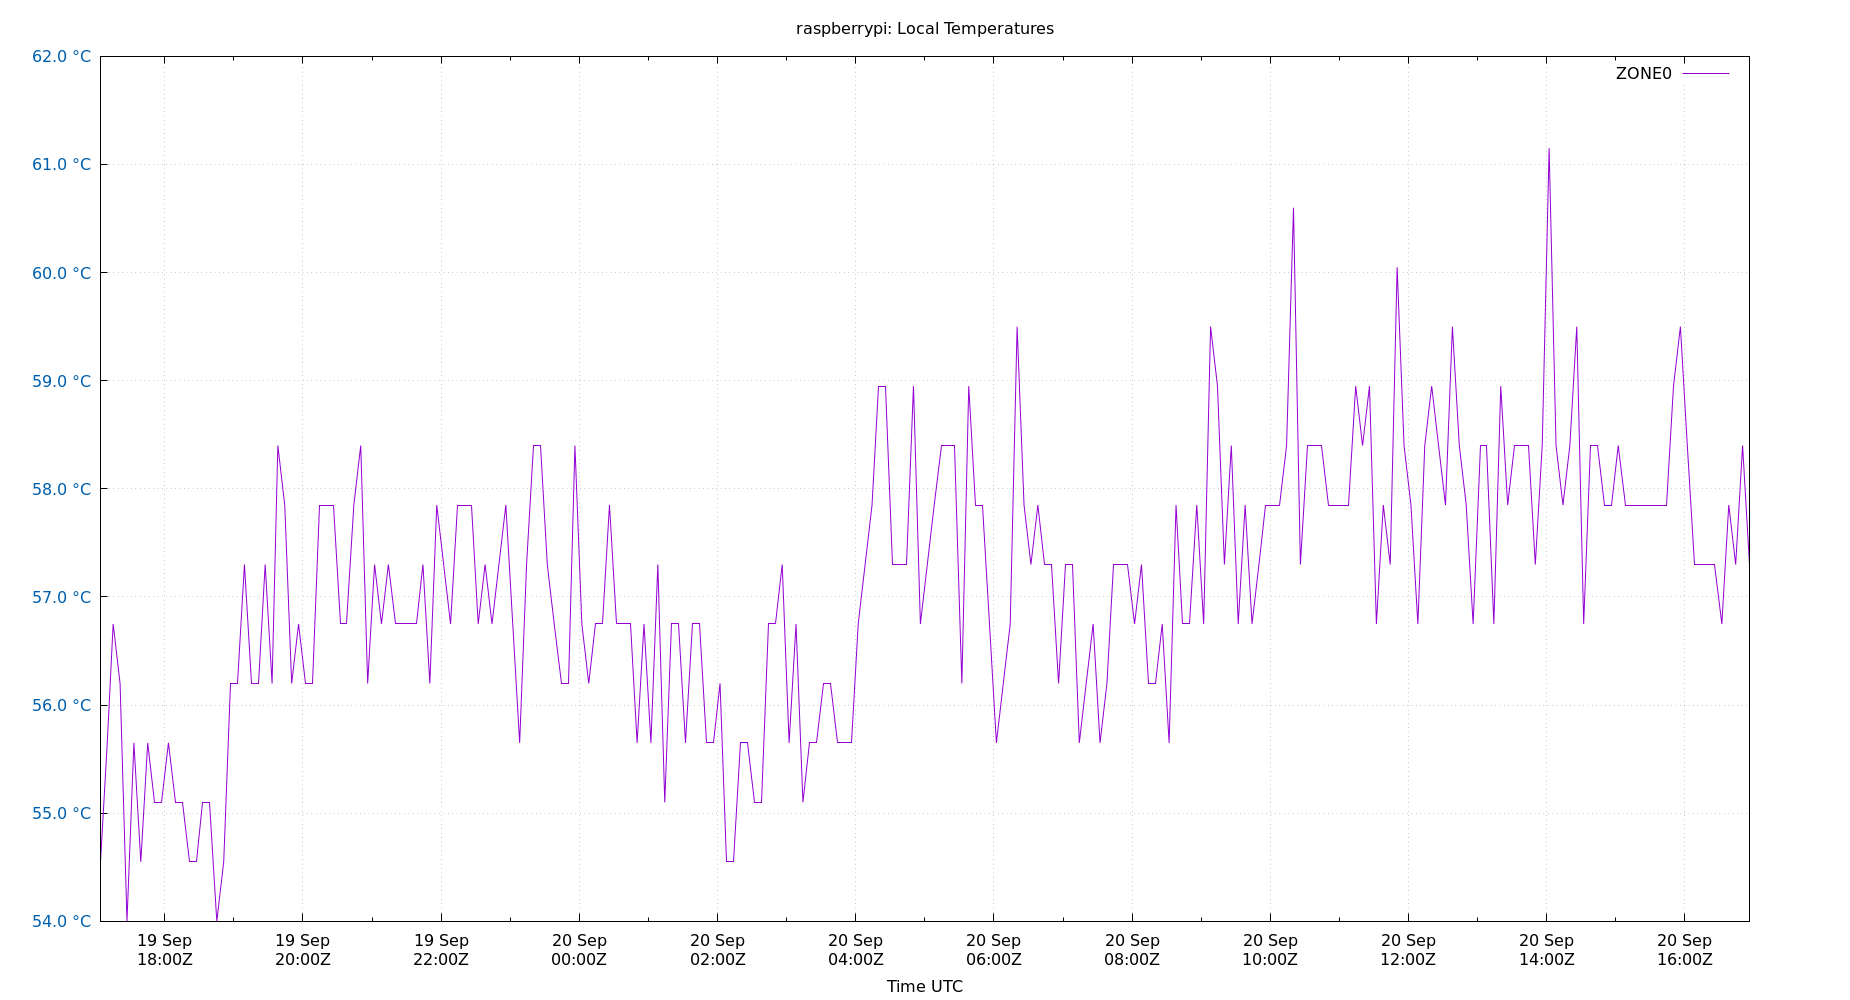 raspberrypi: Local Temperatures
62.0 °C
ZONE0
61.0 °C
60.0 °C
59.0 °C
58.0 °C
57.0 °C
56.0 °C
55.0 °C
54.0 °C
19 Sep 19 Sep 19 Sep 20 Sep 20 Sep 20 Sep 20 Sep 20 Sep 20 Sep 20 Sep 20 Sep 20 Sep
18:00Z 20:00Z 22:00Z 00:00Z 02:00Z 04:00Z 06:00Z 08:00Z 10:00Z 12:00Z 14:00Z 16:00Z
Time UTC